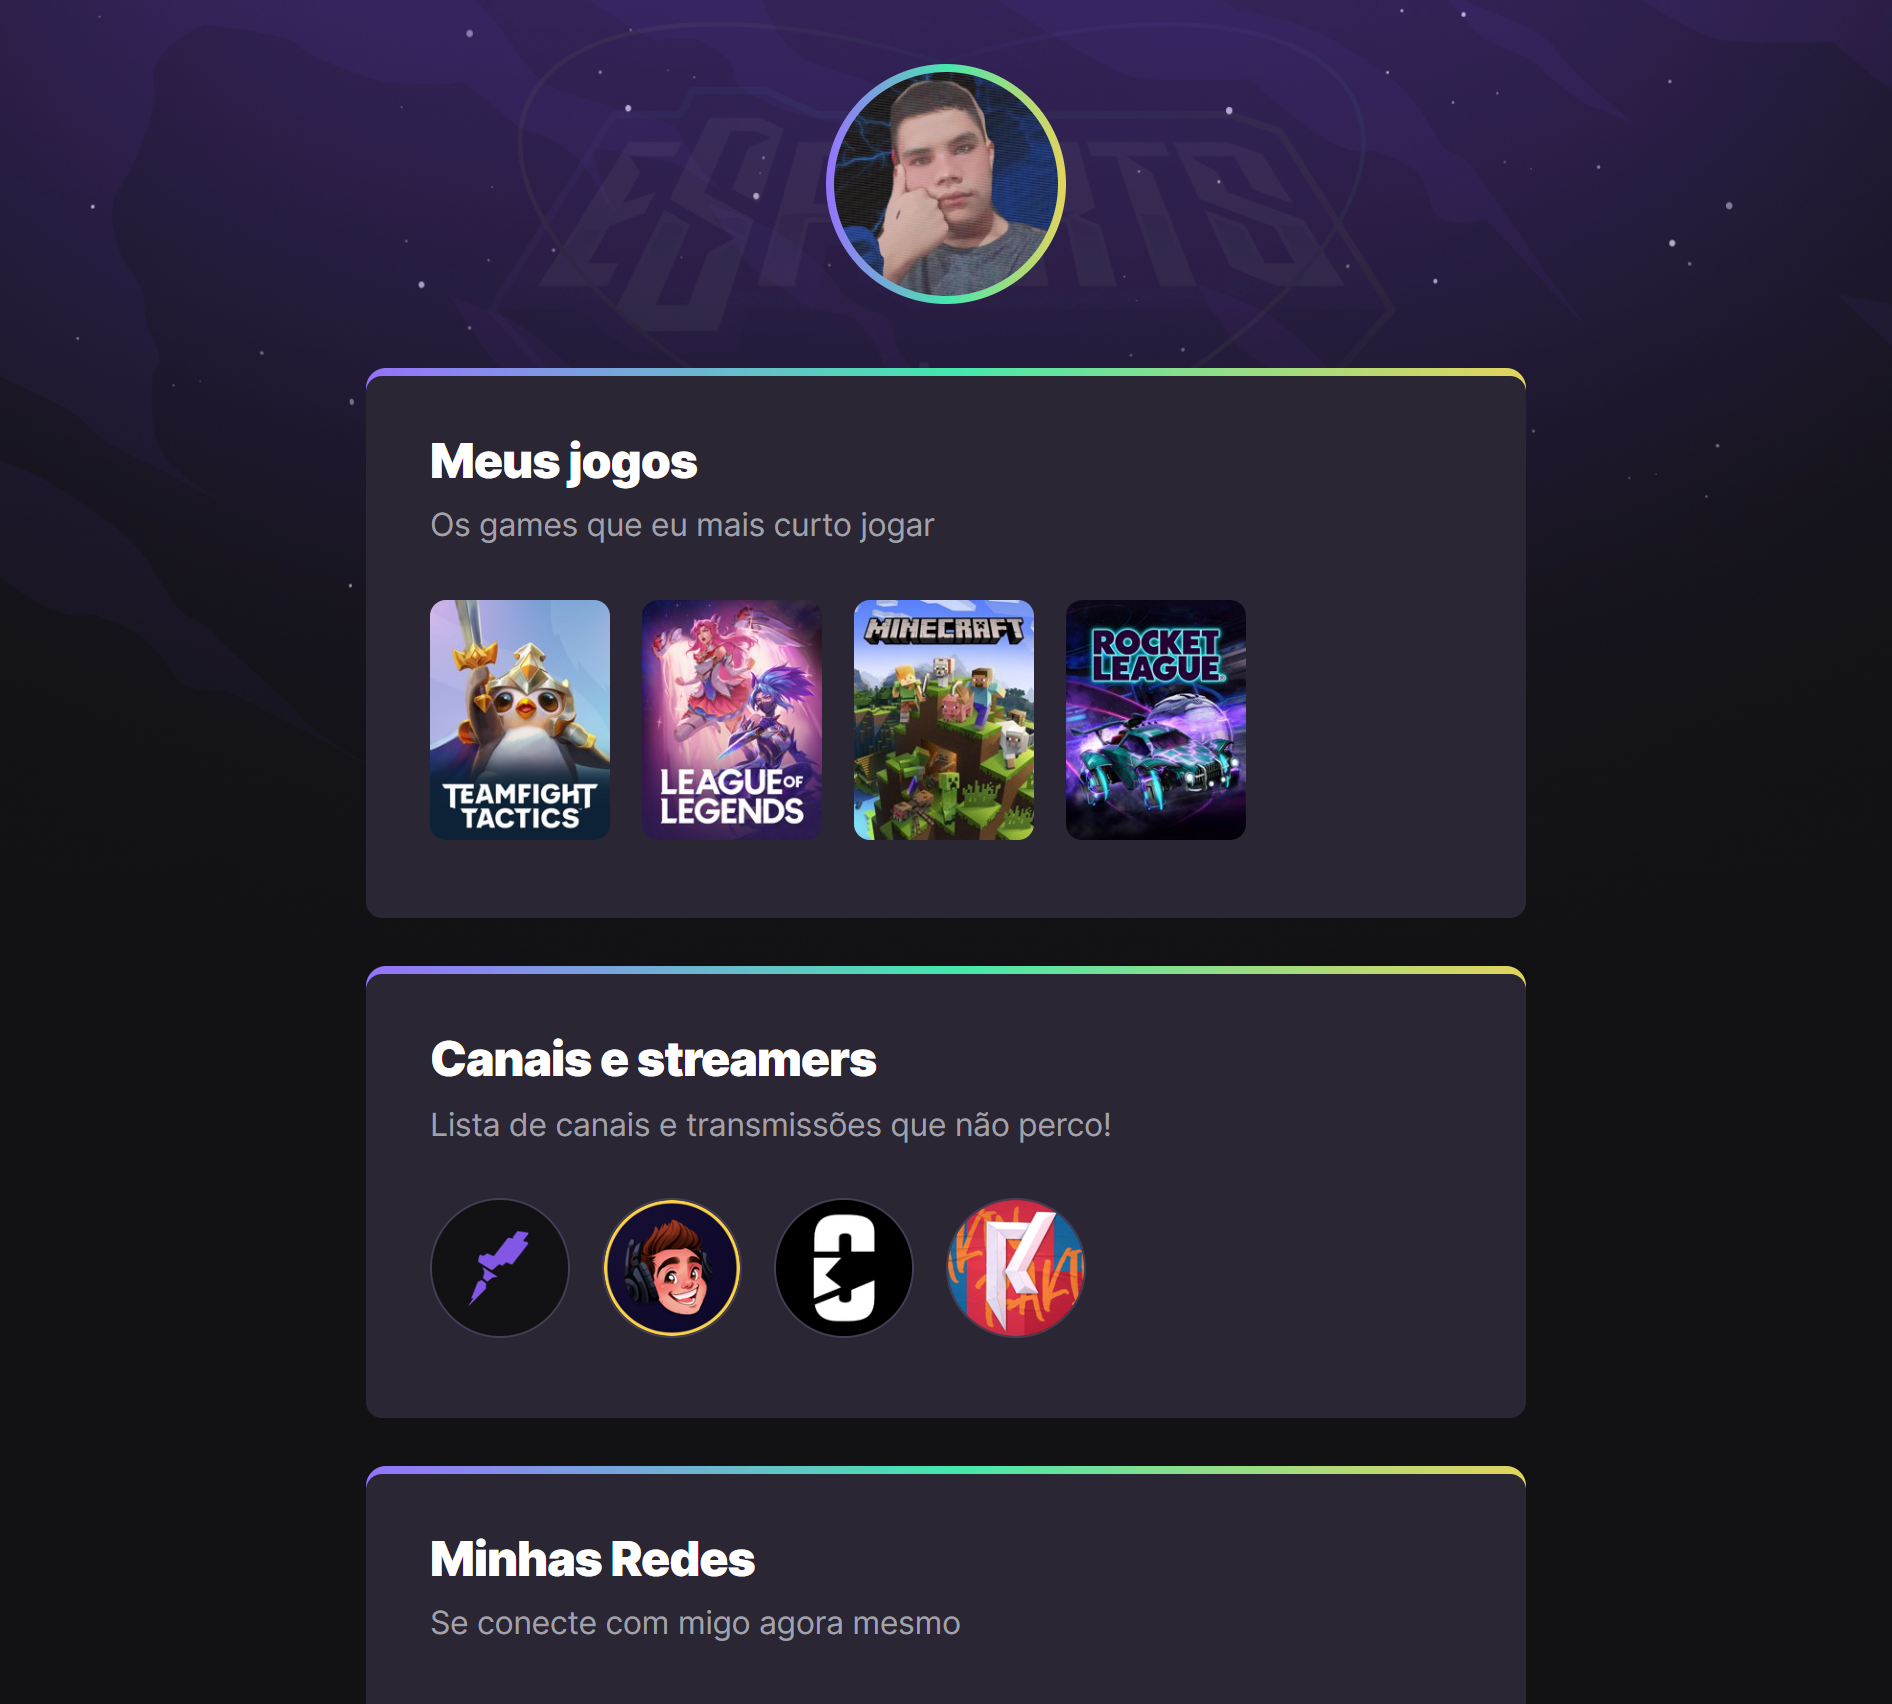 ESPORTS
Meus jogos
Os games que eu mais curto jogar
TEAMFIGHT
TACTICS
LEAGUE OF
LEGENDS
MINECRAFT
ROCKET
LEAGUE
Canais e streamers
Lista de canais e transmissões que não perco!
Minhas Redes
Se conecte com migo agora mesmo